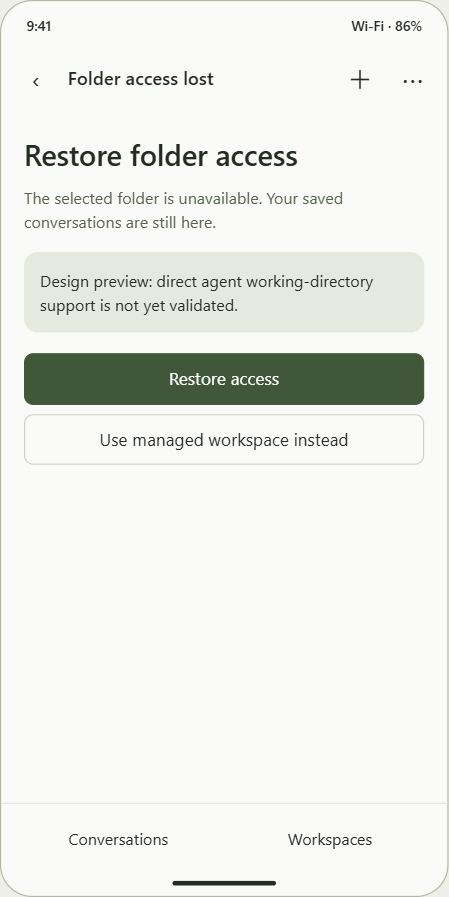 9:41 Wi-Fi · 86%
‹ Folder access lost + ...
Restore folder access
The selected folder is unavailable. Your saved
conversations are still here.
Design preview: direct agent working-directory
support is not yet validated.
Restore access
Use managed workspace instead
Conversations Workspaces